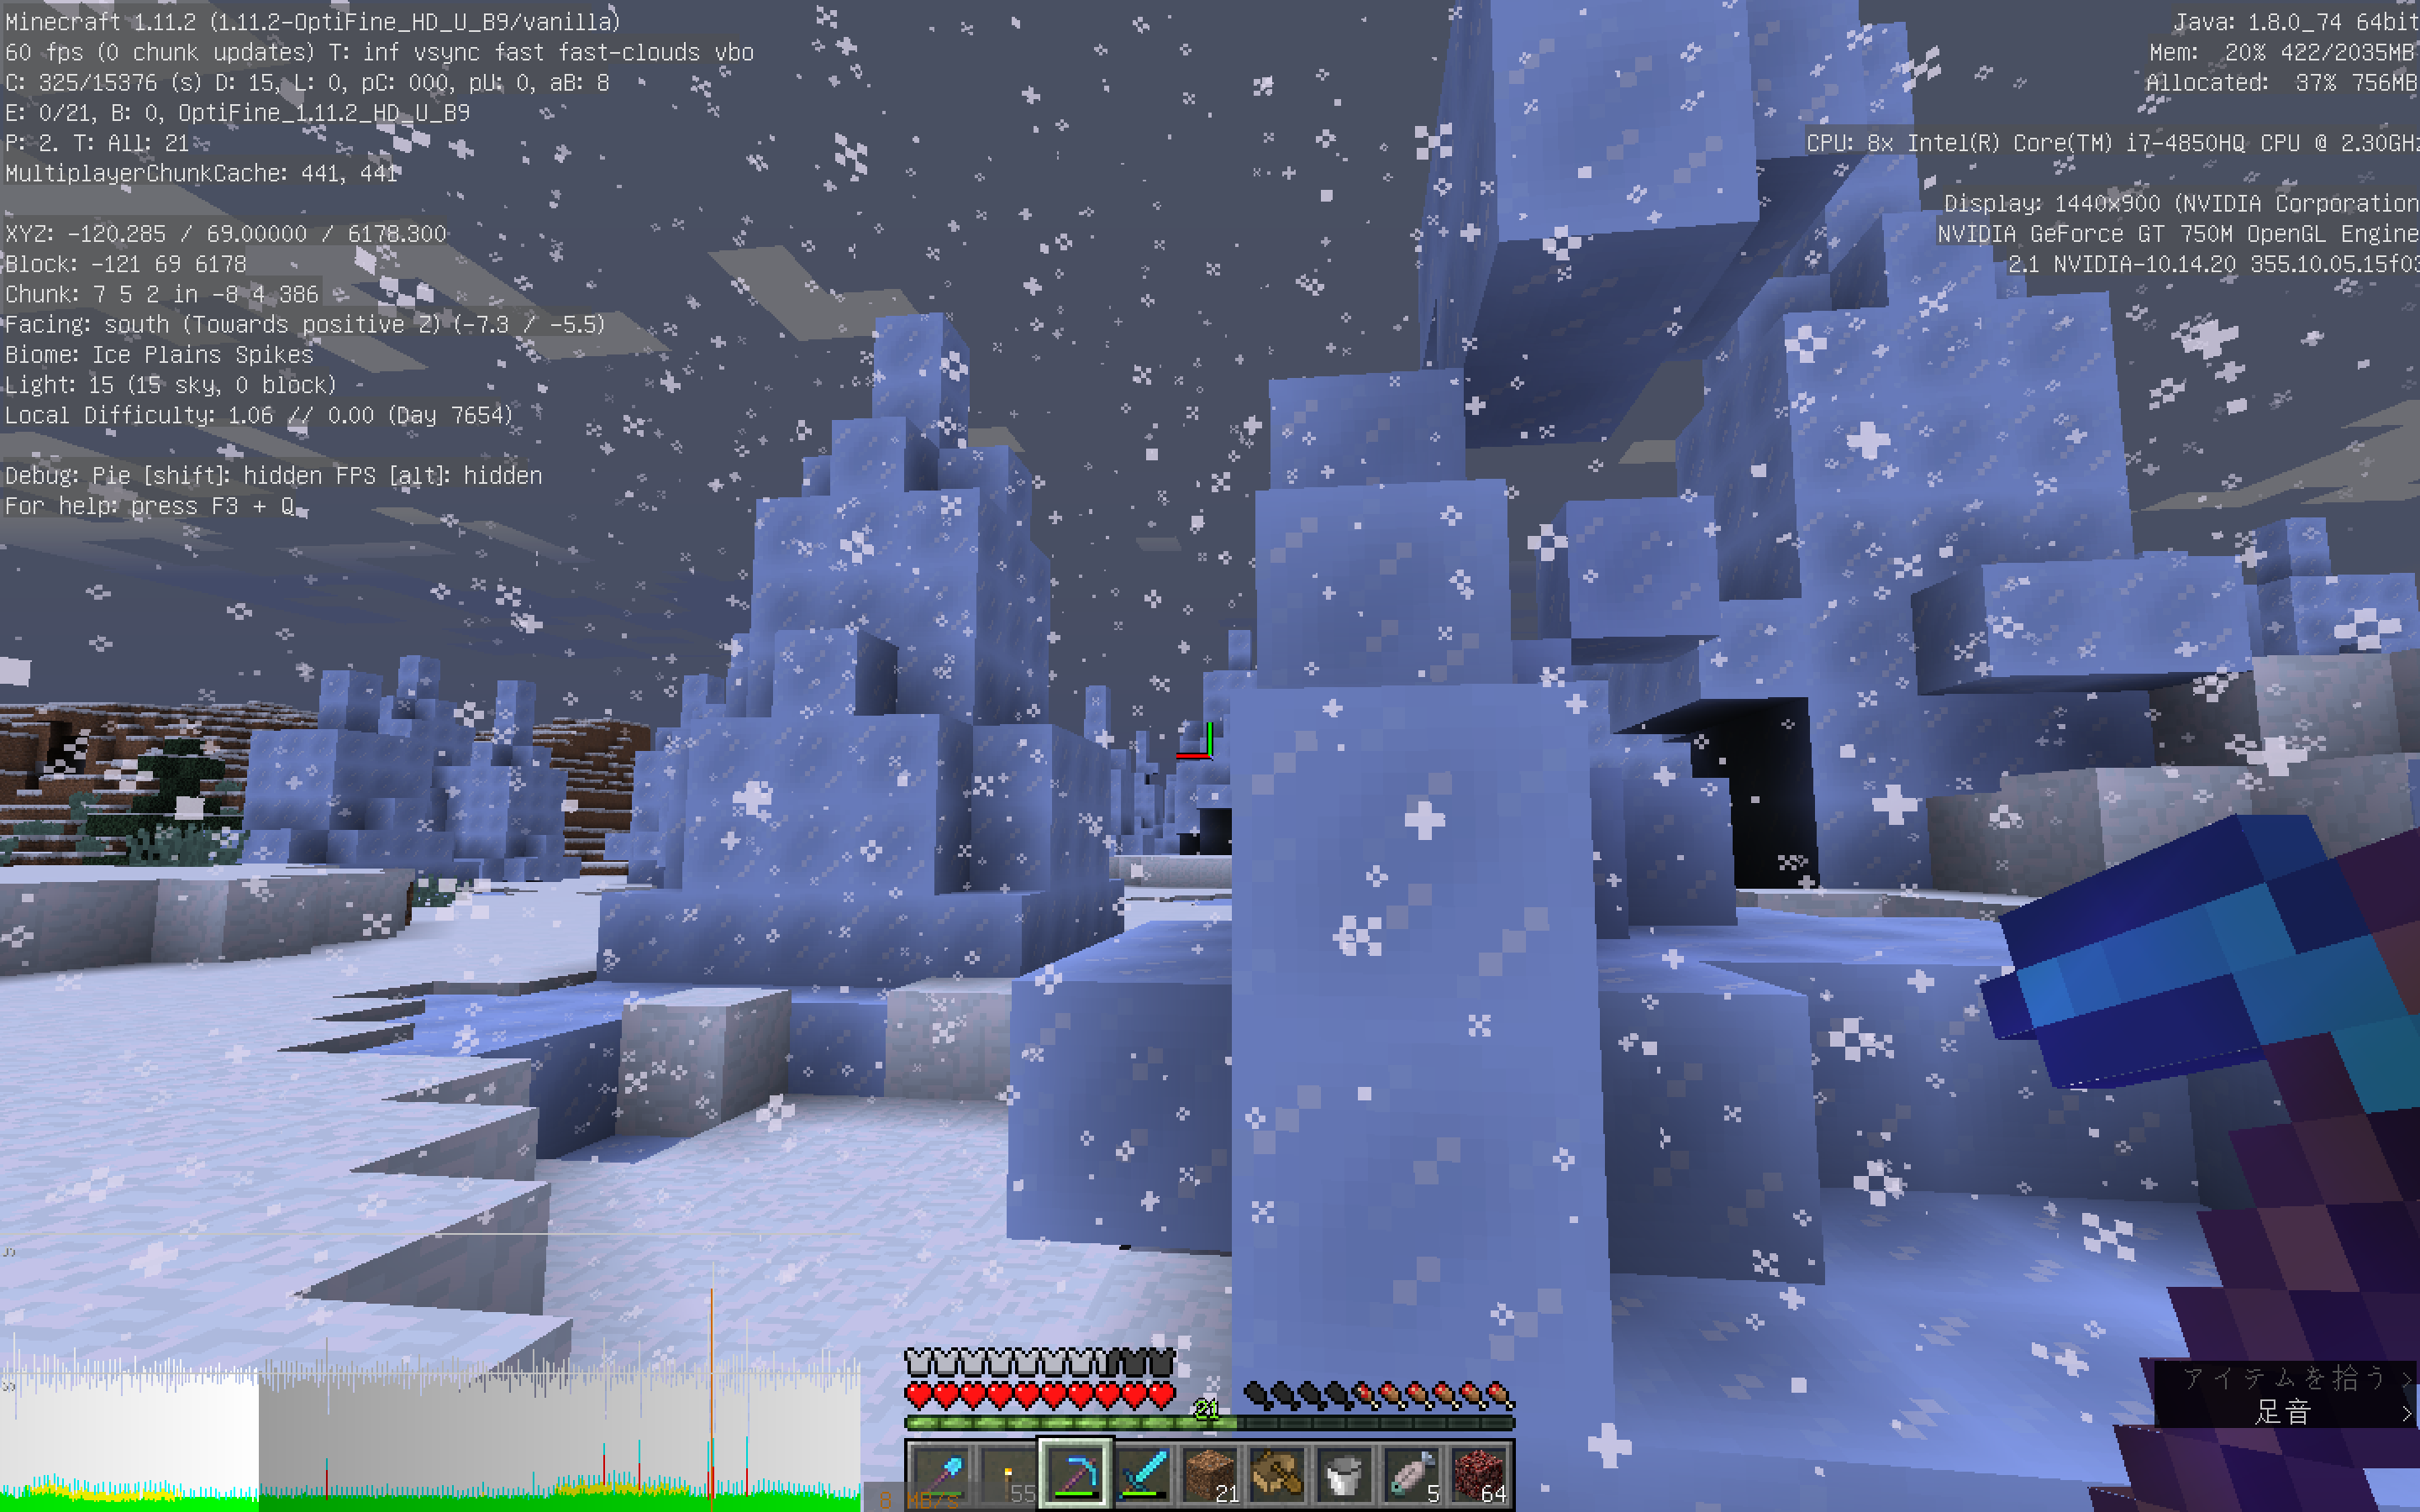 Minecraft 1.11.2 (1.11.2-OptiFine_HD_U_B9/vanilla)
60 fps (0 chunk updates) T: inf vsync fast fast-clouds vbo
C: 325/15376 (s) D: 15, L: 0, pC: 000, pU: 0, aB: 8
E: 0/21, B: 0, OptiFine_1.11.2_HD_U_B9
P: 2. T: All: 21
MultiplayerChunkCache: 441, 441
XYZ: -120.285 / 69.00000 / 6178.300
Block: -121 69 6178
Chunk: 7 5 2 in -8 4 386
Facing: south (Towards positive Z) (-7.3 / -5.5)
Biome: Ice Plains Spikes
Light: 15 (15 sky, 0 block)
Local Difficulty: 1.06 // 0.00 (Day 7654)
Debug: Pie [shift]: hidden FPS [alt]: hidden
For help: press F3 + Q
Java: 1.8.0_74 64bit
Mem: 20% 422/2035MB
Allocated: 37% 756MB
CPU: 8x Intel(R) Core(TM) i7-4850HQ CPU @ 2.30GHz
Display: 1440x900 (NVIDIA Corporation
NVIDIA GeForce GT 750M OpenGL Engine
2.1 NVIDIA-10.14.20 355.10.05.15f03
アイテムを拾う >
足音 >
21
55 21 5 64
8 MB/s